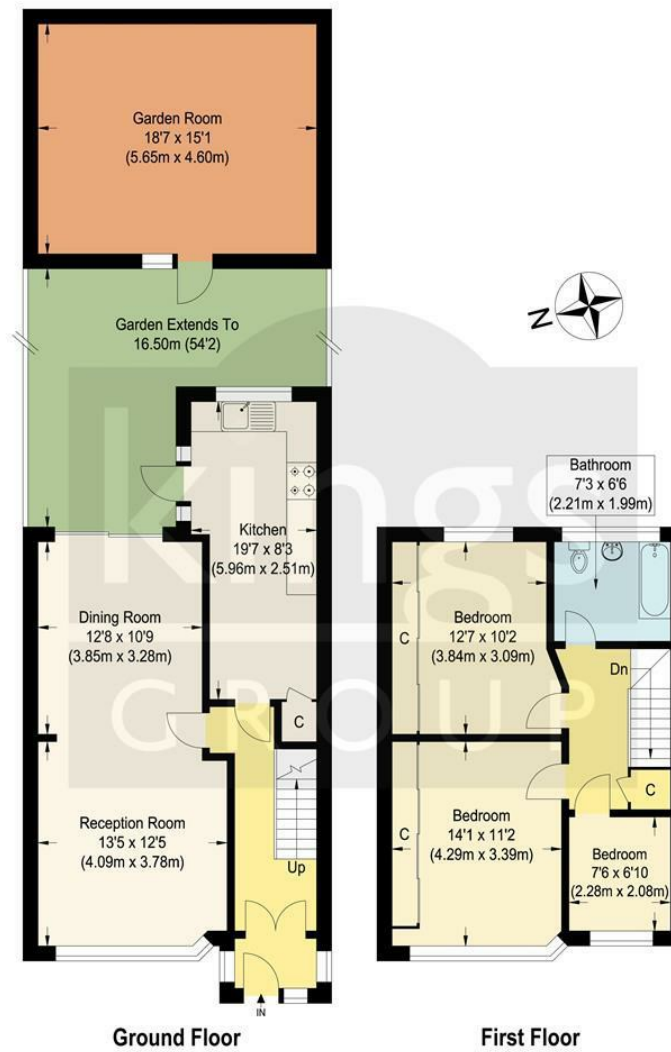 Garden Room
18'7 x 15'1
(5.65m x 4.60m)
Garden Extends To
16.50m (54'2)
N
Kitchen
19'7 x 8'3
(5.96m x 2.51m)
Dining Room
12'8 x 10'9
(3.85m x 3.28m)
C
Reception Room
13'5 x 12'5
(4.09m x 3.78m)
Up
IN
Ground Floor
Bathroom
7'3 x 6'6
(2.21m x 1.99m)
Bedroom
12'7 x 10'2
(3.84m x 3.09m)
C
Dn
C
Bedroom
14'1 x 11'2
(4.29m x 3.39m)
C
Bedroom
7'6 x 6'10
(2.28m x 2.08m)
First Floor
kings
GROUP